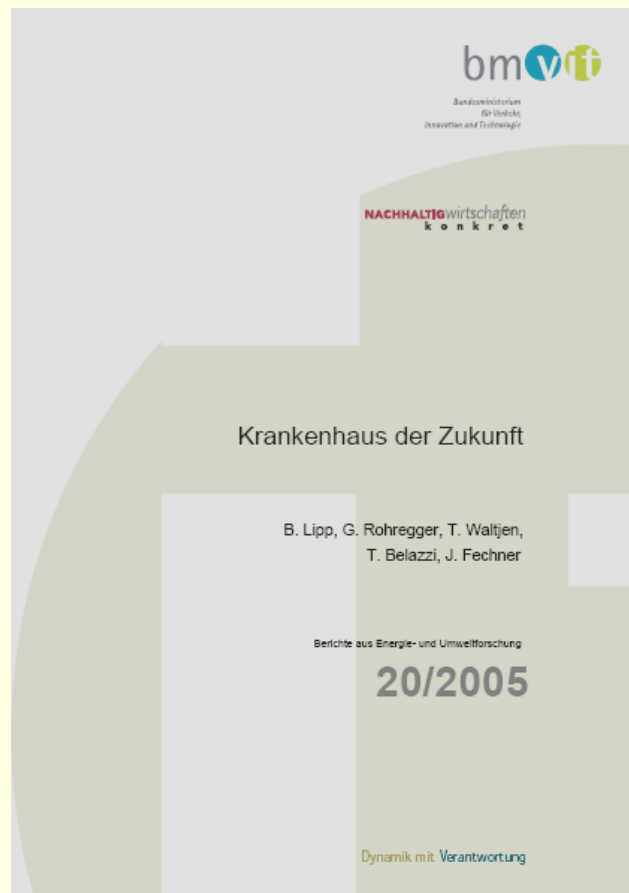 bmvit
Bundesministerium
für Verkehr,
Innovation und Technologie
NACHHALTIGwirtschaften
konkret
Krankenhaus der Zukunft
B. Lipp, G. Rohregger, T. Waltjen,
T. Belazzi, J. Fechner
Berichte aus Energie- und Umweltforschung
20/2005
Dynamik mit Verantwortung